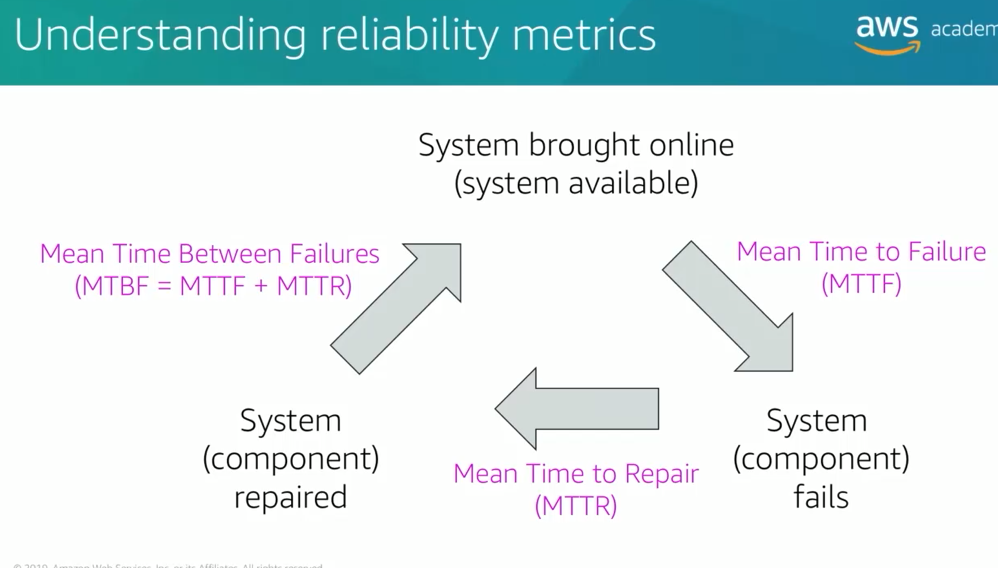 Understanding reliability metrics
aws academ
System brought online
(system available)
Mean Time Between Failures
(MTBF = MTTF + MTTR)
Mean Time to Failure
(MTTF)
System
(component)
repaired
Mean Time to Repair
(MTTR)
System
(component)
fails
Amazon Web Services, Inc. or its Affiliates. All rights reserved.